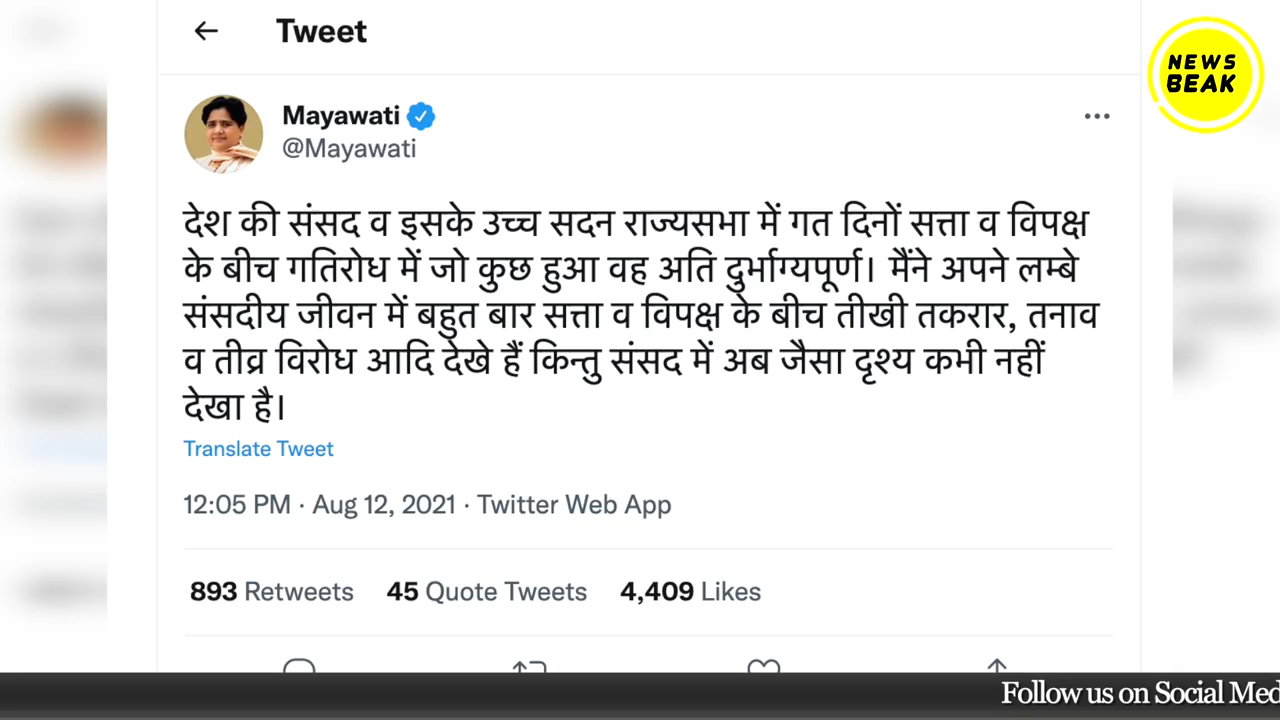 Tweet
NEWS
BEAK
Mayawati
@Mayawati
देश की संसद व इसके उच्च सदन राज्यसभा में गत दिनों सत्ता व विपक्ष
के बीच गतिरोध में जो कुछ हुआ वह अति दुर्भाग्यपूर्ण। मैंने अपने लम्बे
संसदीय जीवन में बहुत बार सत्ता व विपक्ष के बीच तीखी तकरार, तनाव
व तीव्र विरोध आदि देखे हैं किन्तु संसद में अब जैसा दृश्य कभी नहीं
देखा है।
Translate Tweet
12:05 PM · Aug 12, 2021 · Twitter Web App
893 Retweets 45 Quote Tweets 4,409 Likes
Follow us on Social Med